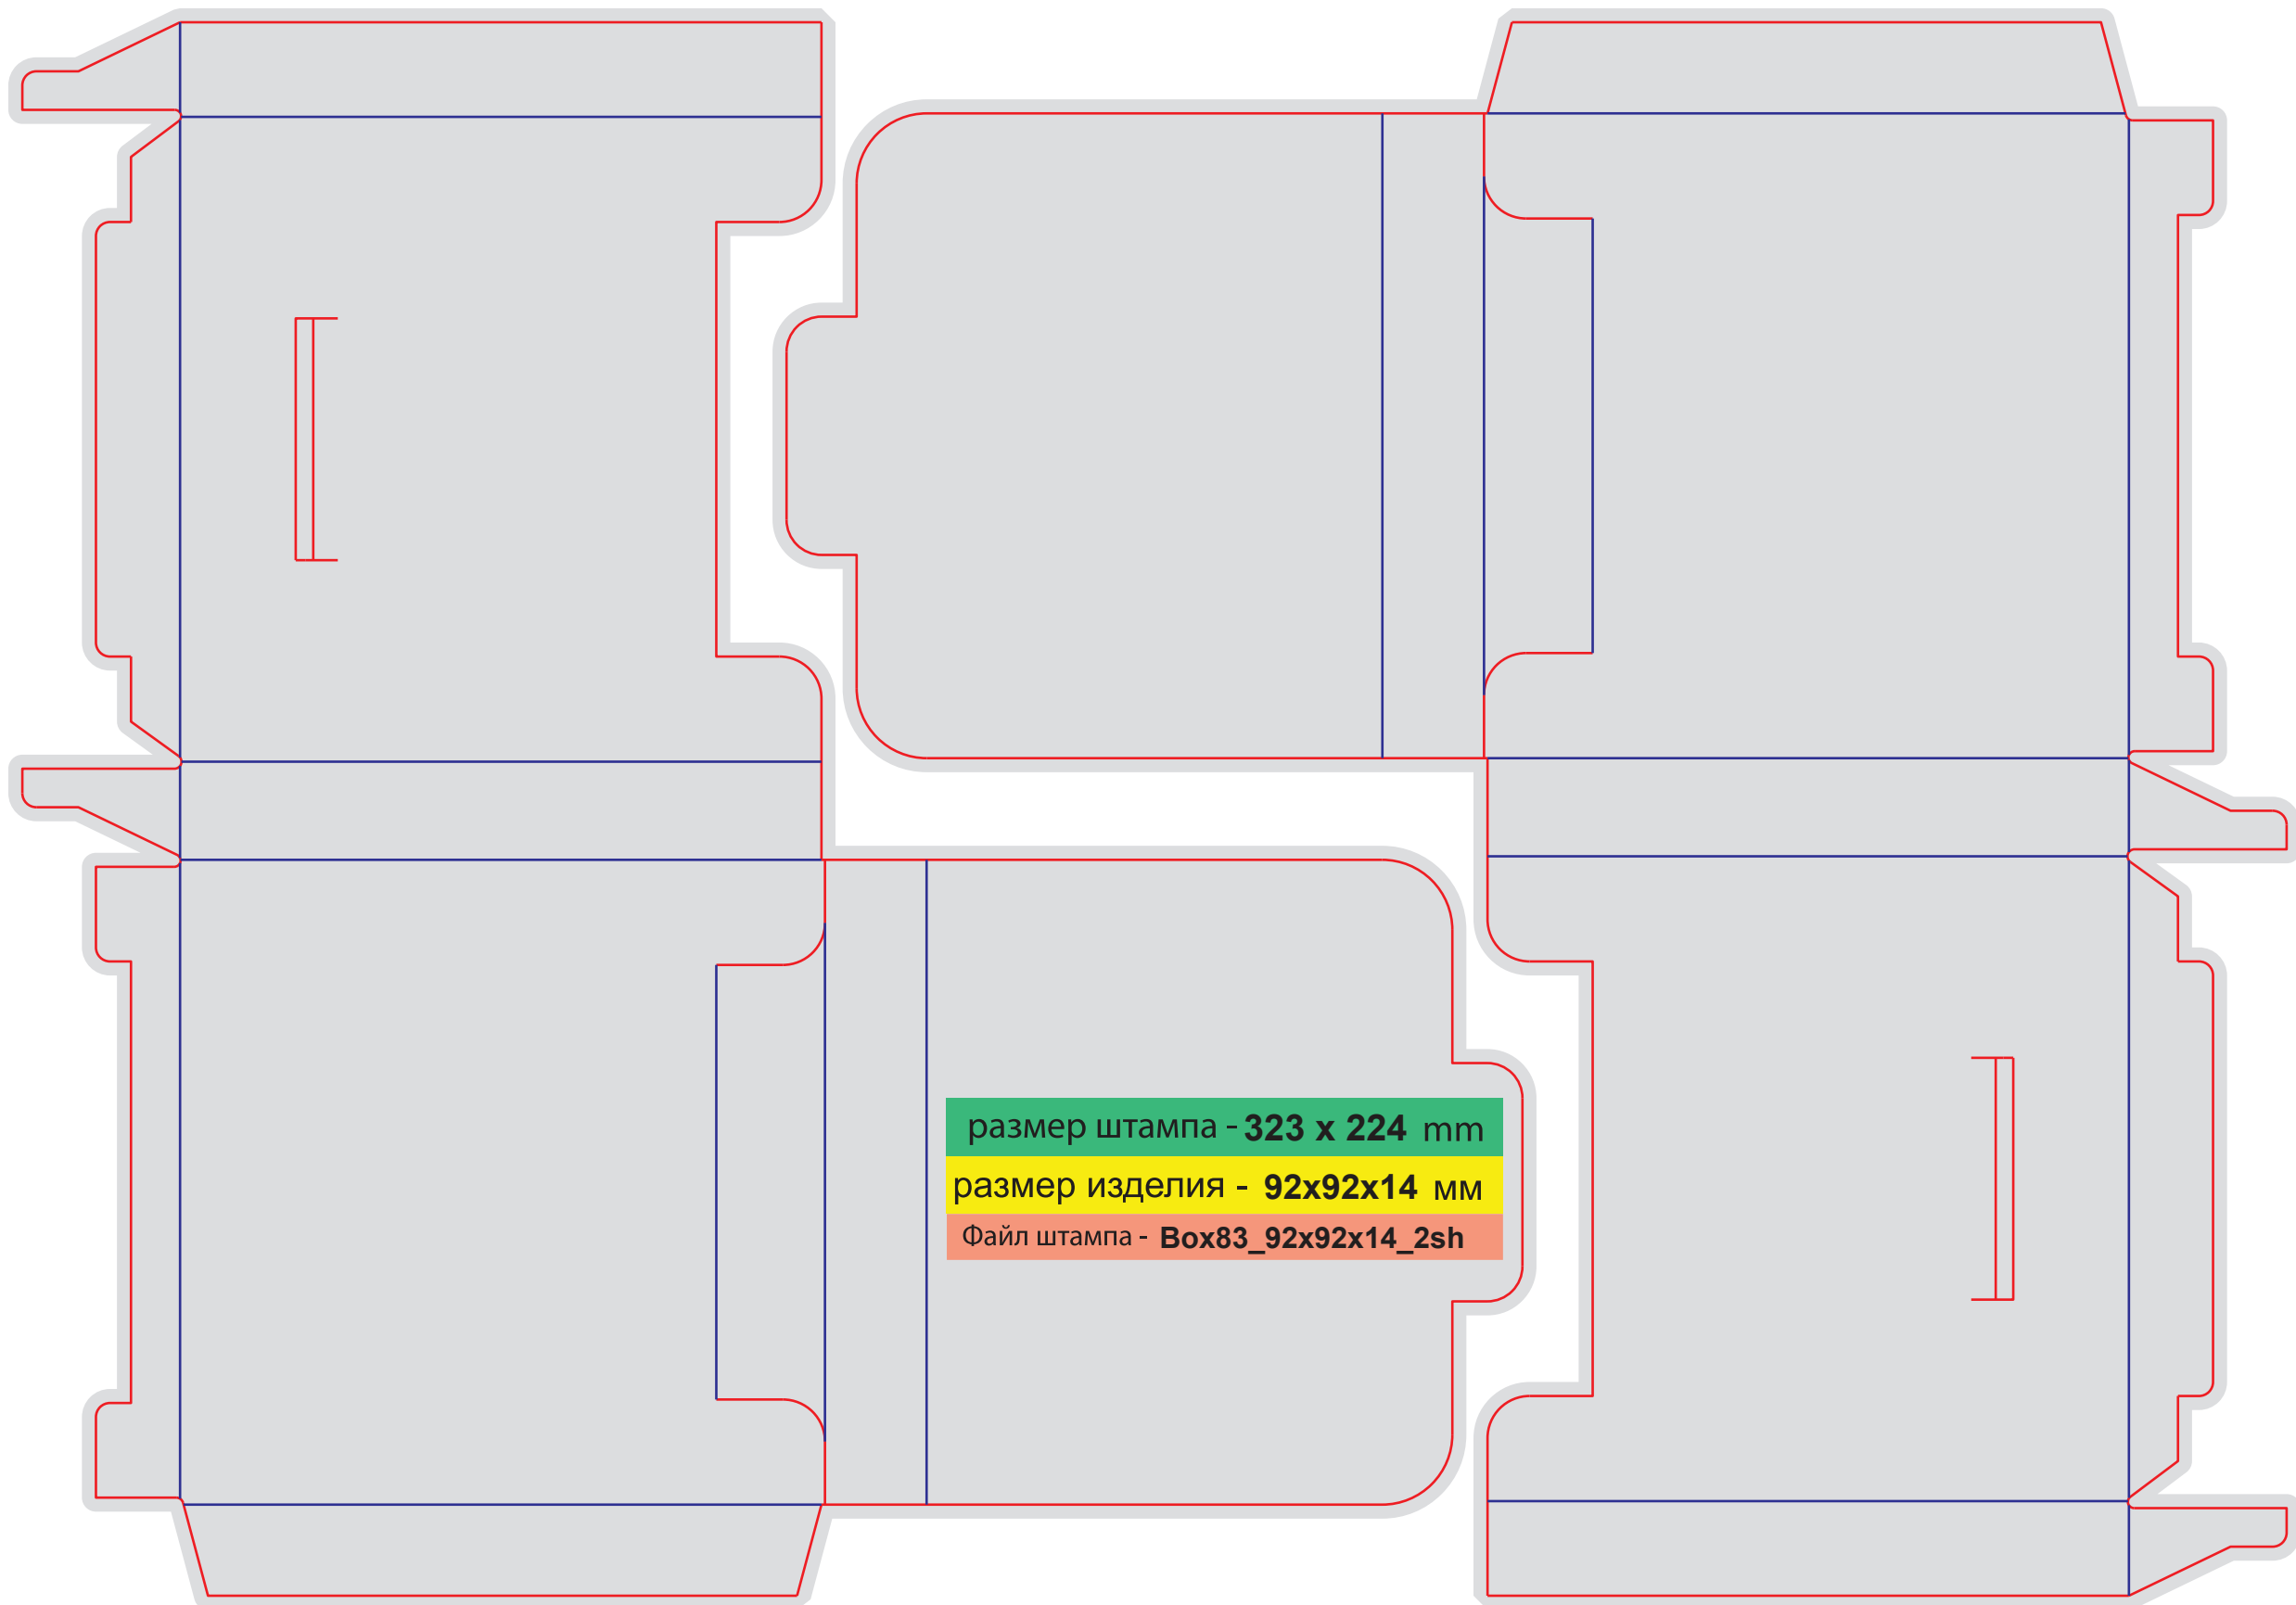 размер штампа - 323 x 224 mm
размер изделия - 92x92x14 мм
Файл штампа - Box83_92x92x14_2sh